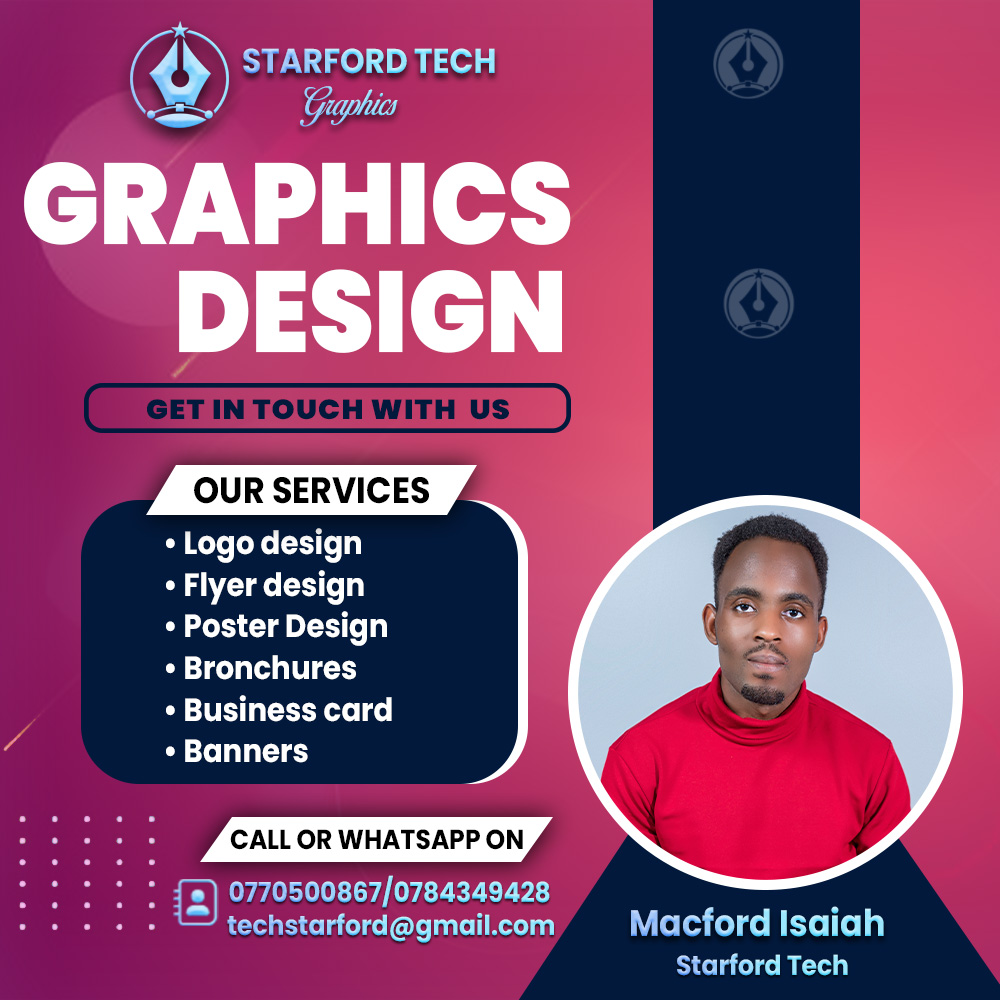 STARFORD TECH
Graphics
GRAPHICS
DESIGN
GET IN TOUCH WITH US
OUR SERVICES
• Logo design
• Flyer design
• Poster Design
• Bronchures
• Business card
• Banners
CALL OR WHATSAPP ON
0770500867/0784349428
techstarford@gmail.com
Macford Isaiah
Starford Tech